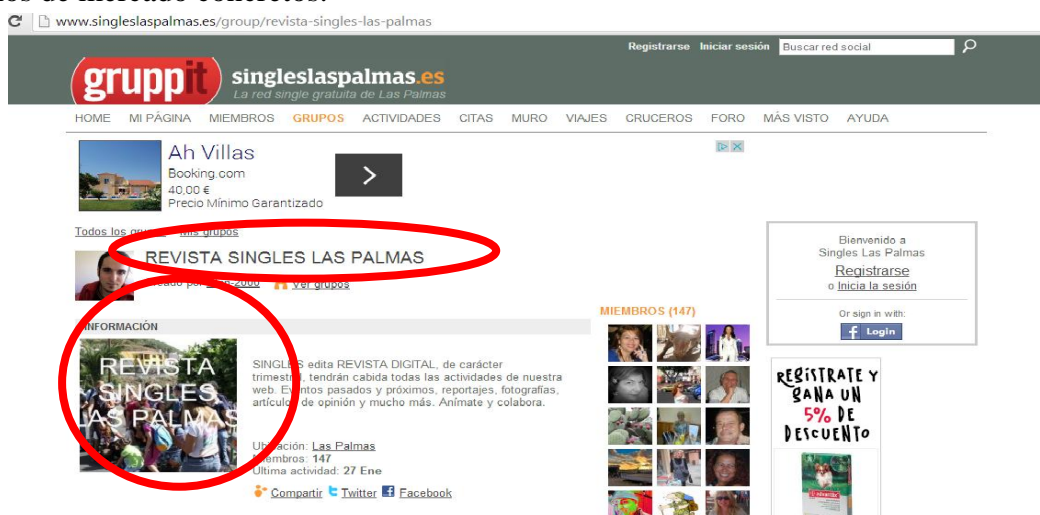 os de mercado concretos.
www.singleslaspalmas.es/group/revista-singles-las-palmas
Registrarse Iniciar sesión Buscar red social
gruppit singleslaspalmas.es
La red single gratuita de Las Palmas
HOME MI PÁGINA MIEMBROS GRUPOS ACTIVIDADES CITAS MURO VIAJES CRUCEROS FORO MÁS VISTO AYUDA
Ah Villas
Booking.com
40,00 €
Precio Mínimo Garantizado
Todos los grupos Mis grupos
REVISTA SINGLES LAS PALMAS
Ver grupos
INFORMACIÓN
REVISTA
SINGLES
LAS PALMAS
SINGLES edita REVISTA DIGITAL, de carácter
trimestral, tendrán cabida todas las actividades de nuestra
web. Eventos pasados y próximos, reportajes, fotografías,
artículos de opinión y mucho más. Anímate y colabora.
Ubicación: Las Palmas
Miembros: 147
Última actividad: 27 Ene
Compartir Twitter Facebook
MIEMBROS (147)
Bienvenido a
Singles Las Palmas
Registrarse
o Inicia la sesión
Or sign in with:
f Login
REGÍSTRATE Y
GANA UN
5% DE
DESCUENTO